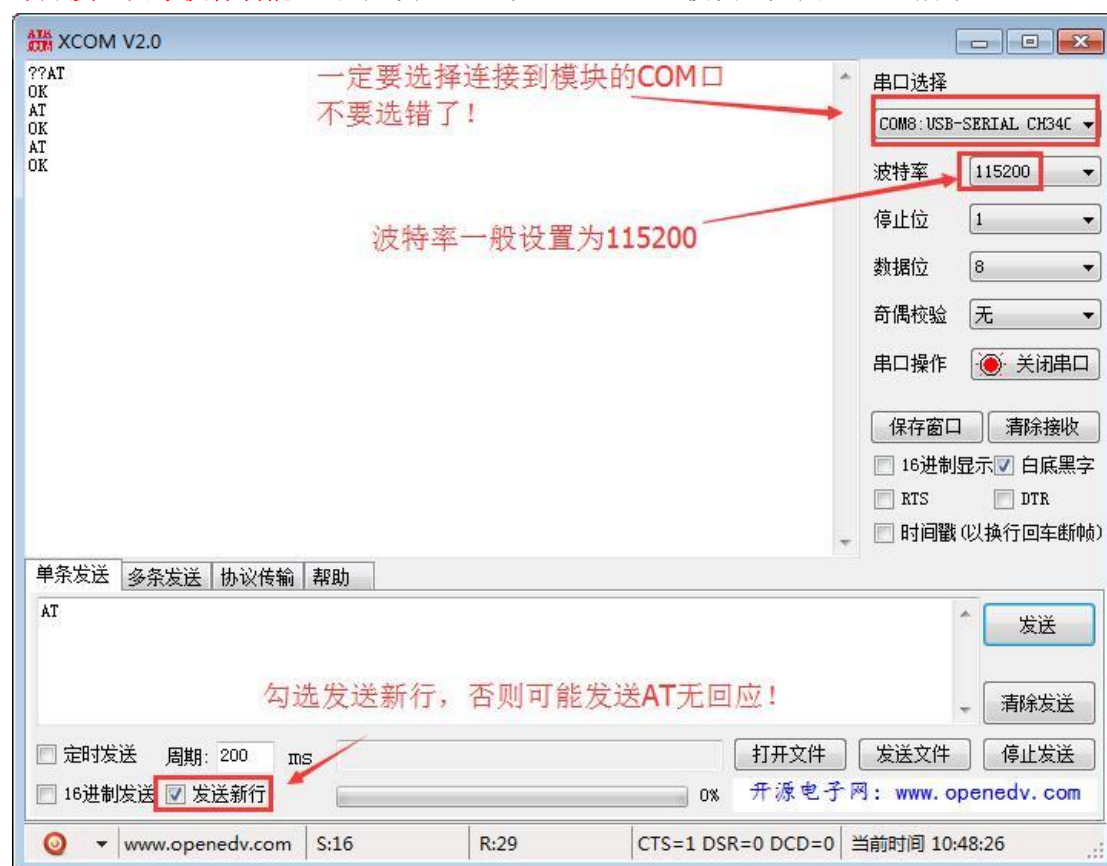 XCOM V2.0
??AT
OK
AT
OK
AT
OK
一定要选择连接到模块的COM口
不要选错了！
波特率一般设置为115200
串口选择
COM8:USB-SERIAL CH340
波特率 115200
停止位 1
数据位 8
奇偶校验 无
串口操作 关闭串口
保存窗口 清除接收
16进制显示 白底黑字
RTS DTR
时间戳(以换行回车断帧)
单条发送 多条发送 协议传输 帮助
AT
发送
勾选发送新行，否则可能发送AT无回应！
清除发送
定时发送 周期: 200 ms 打开文件 发送文件 停止发送
16进制发送 发送新行 0% 开源电子网：www.openedv.com
www.openedv.com S:16 R:29 CTS=1 DSR=0 DCD=0 当前时间 10:48:26